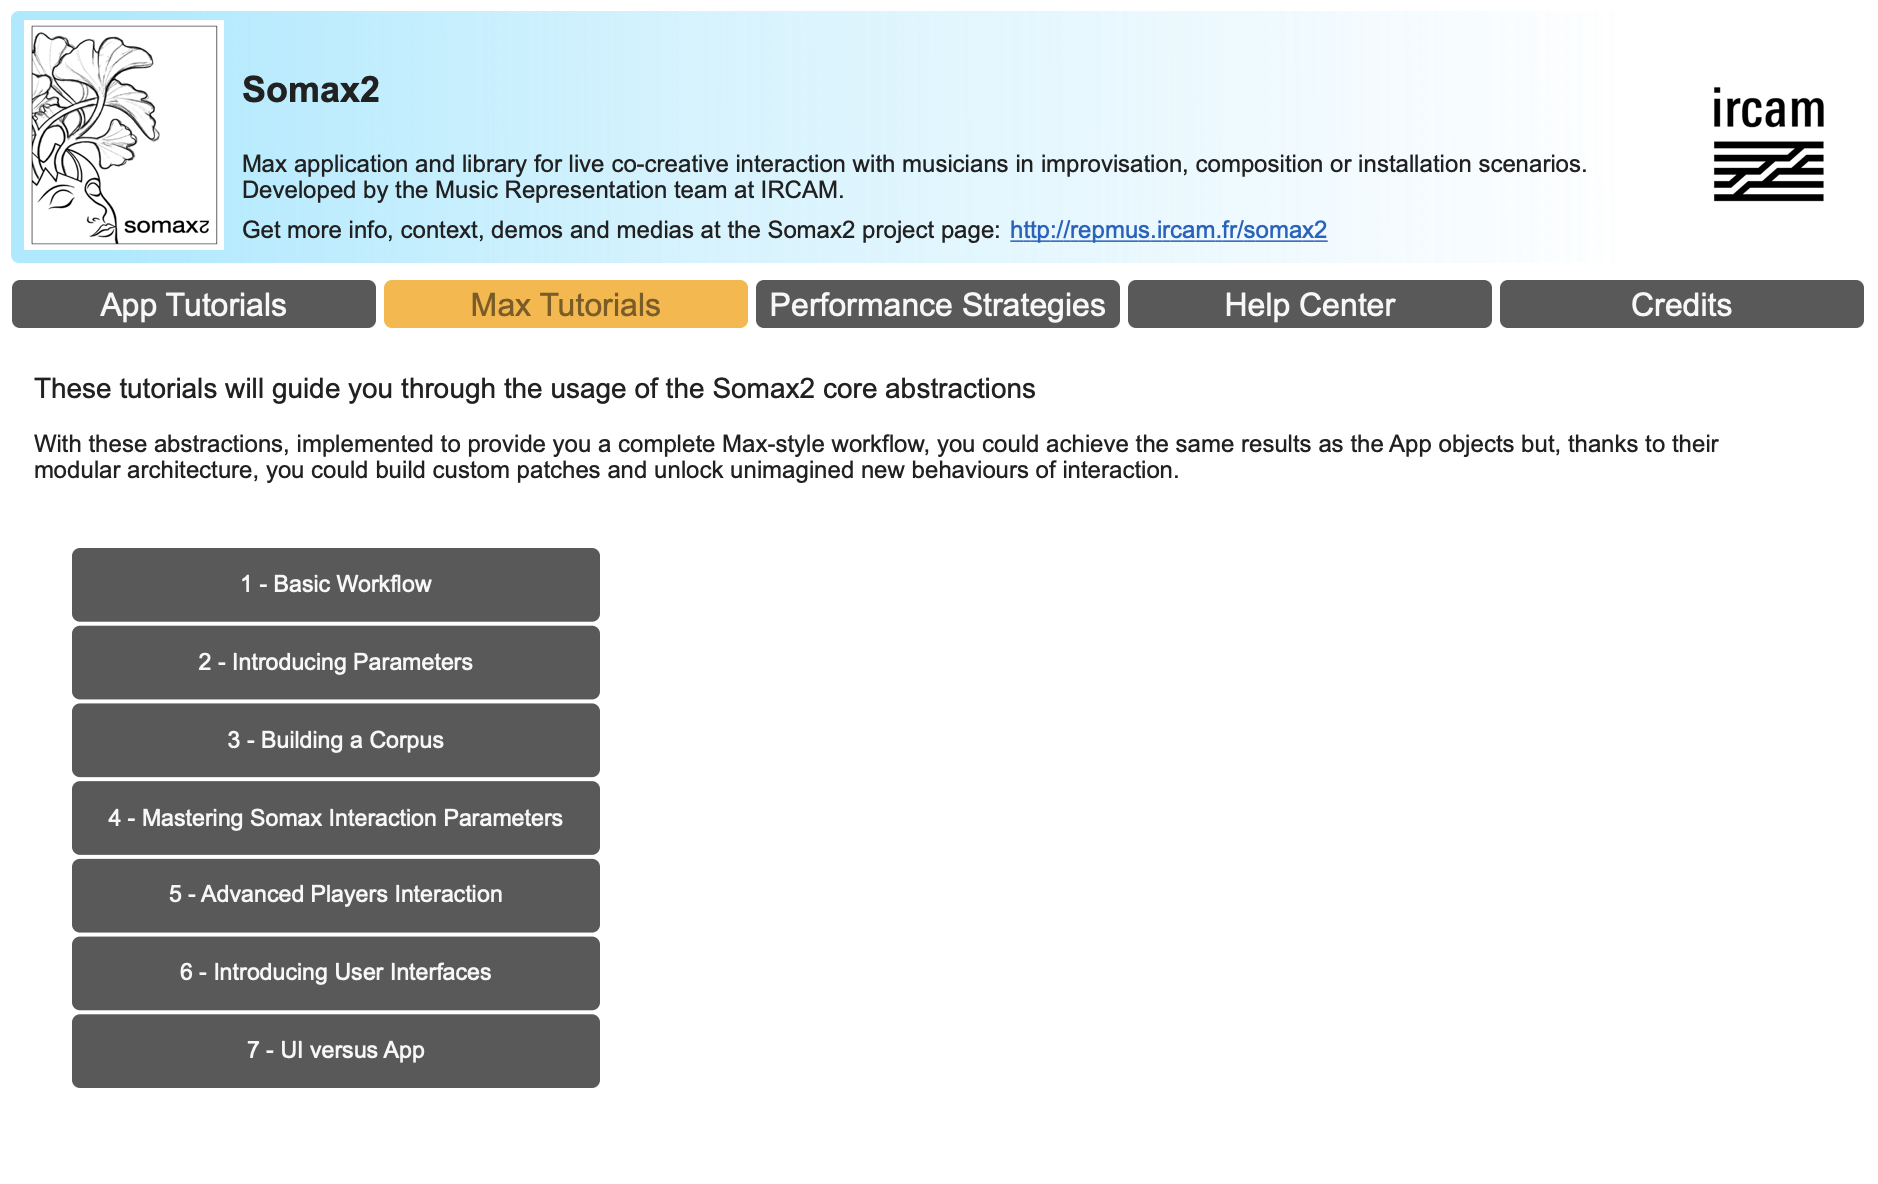 somax2
Somax2
Max application and library for live co-creative interaction with musicians in improvisation, composition or installation scenarios.
Developed by the Music Representation team at IRCAM.
Get more info, context, demos and medias at the Somax2 project page: http://repmus.ircam.fr/somax2
ircam
App Tutorials
Max Tutorials
Performance Strategies
Help Center
Credits
These tutorials will guide you through the usage of the Somax2 core abstractions
With these abstractions, implemented to provide you a complete Max-style workflow, you could achieve the same results as the App objects but, thanks to their
modular architecture, you could build custom patches and unlock unimagined new behaviours of interaction.
1 - Basic Workflow
2 - Introducing Parameters
3 - Building a Corpus
4 - Mastering Somax Interaction Parameters
5 - Advanced Players Interaction
6 - Introducing User Interfaces
7 - UI versus App